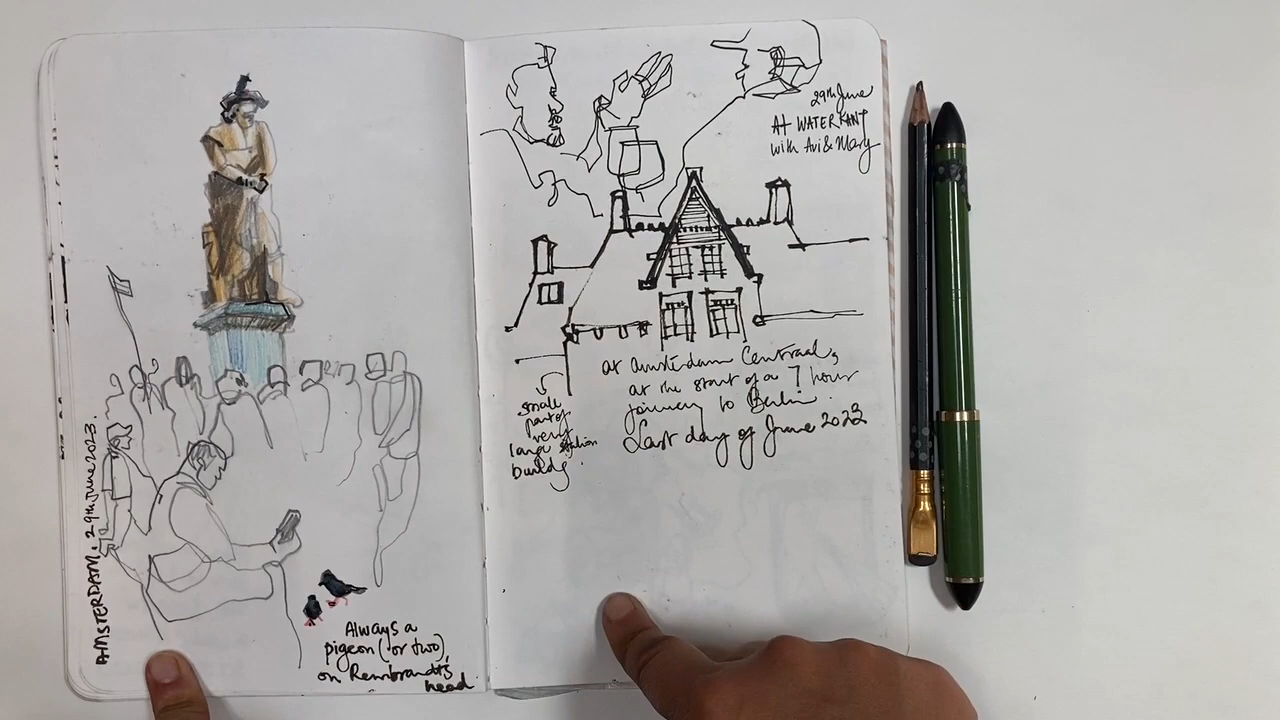 AMSTERDAM. 29th June 2023.
Always a
pigeon (or two)
on Rembrandt's
head
29th June
At WATERKANT
with Avi & Mary
at Amsterdam Centraal,
at the start of a 7 hour
journey to Berlin.
Last day of June 2023
small
part of
very
large station
buildg.